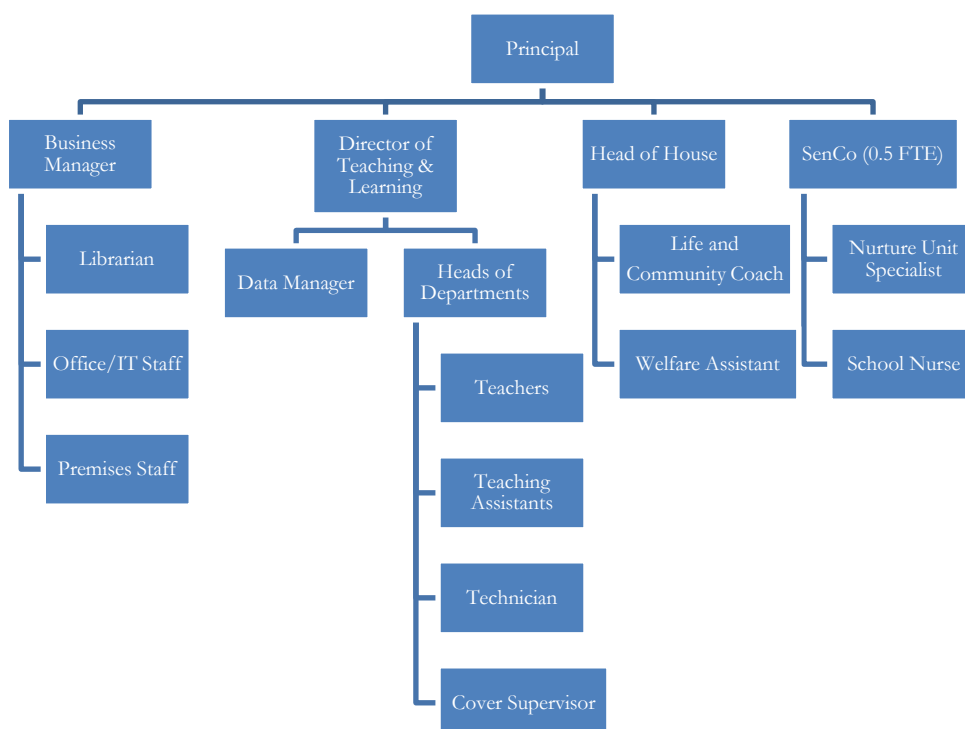 Principal
Business
Manager
Director of
Teaching &
Learning
Head of House
SenCo (0.5 FTE)
Librarian
Office/IT Staff
Premises Staff
Data Manager
Heads of
Departments
Teachers
Teaching
Assistants
Technician
Cover Supervisor
Life and
Community Coach
Welfare Assistant
Nurture Unit
Specialist
School Nurse